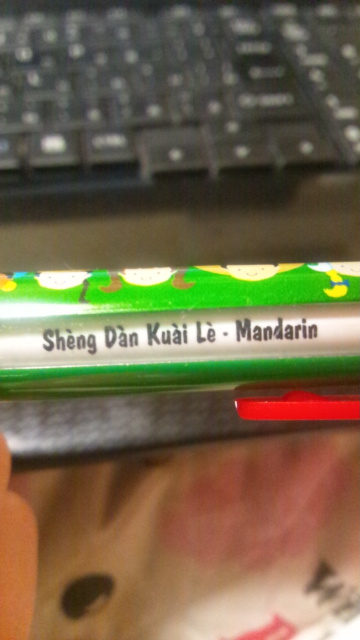 Shèng Dàn Kuài Lè - Mandarin